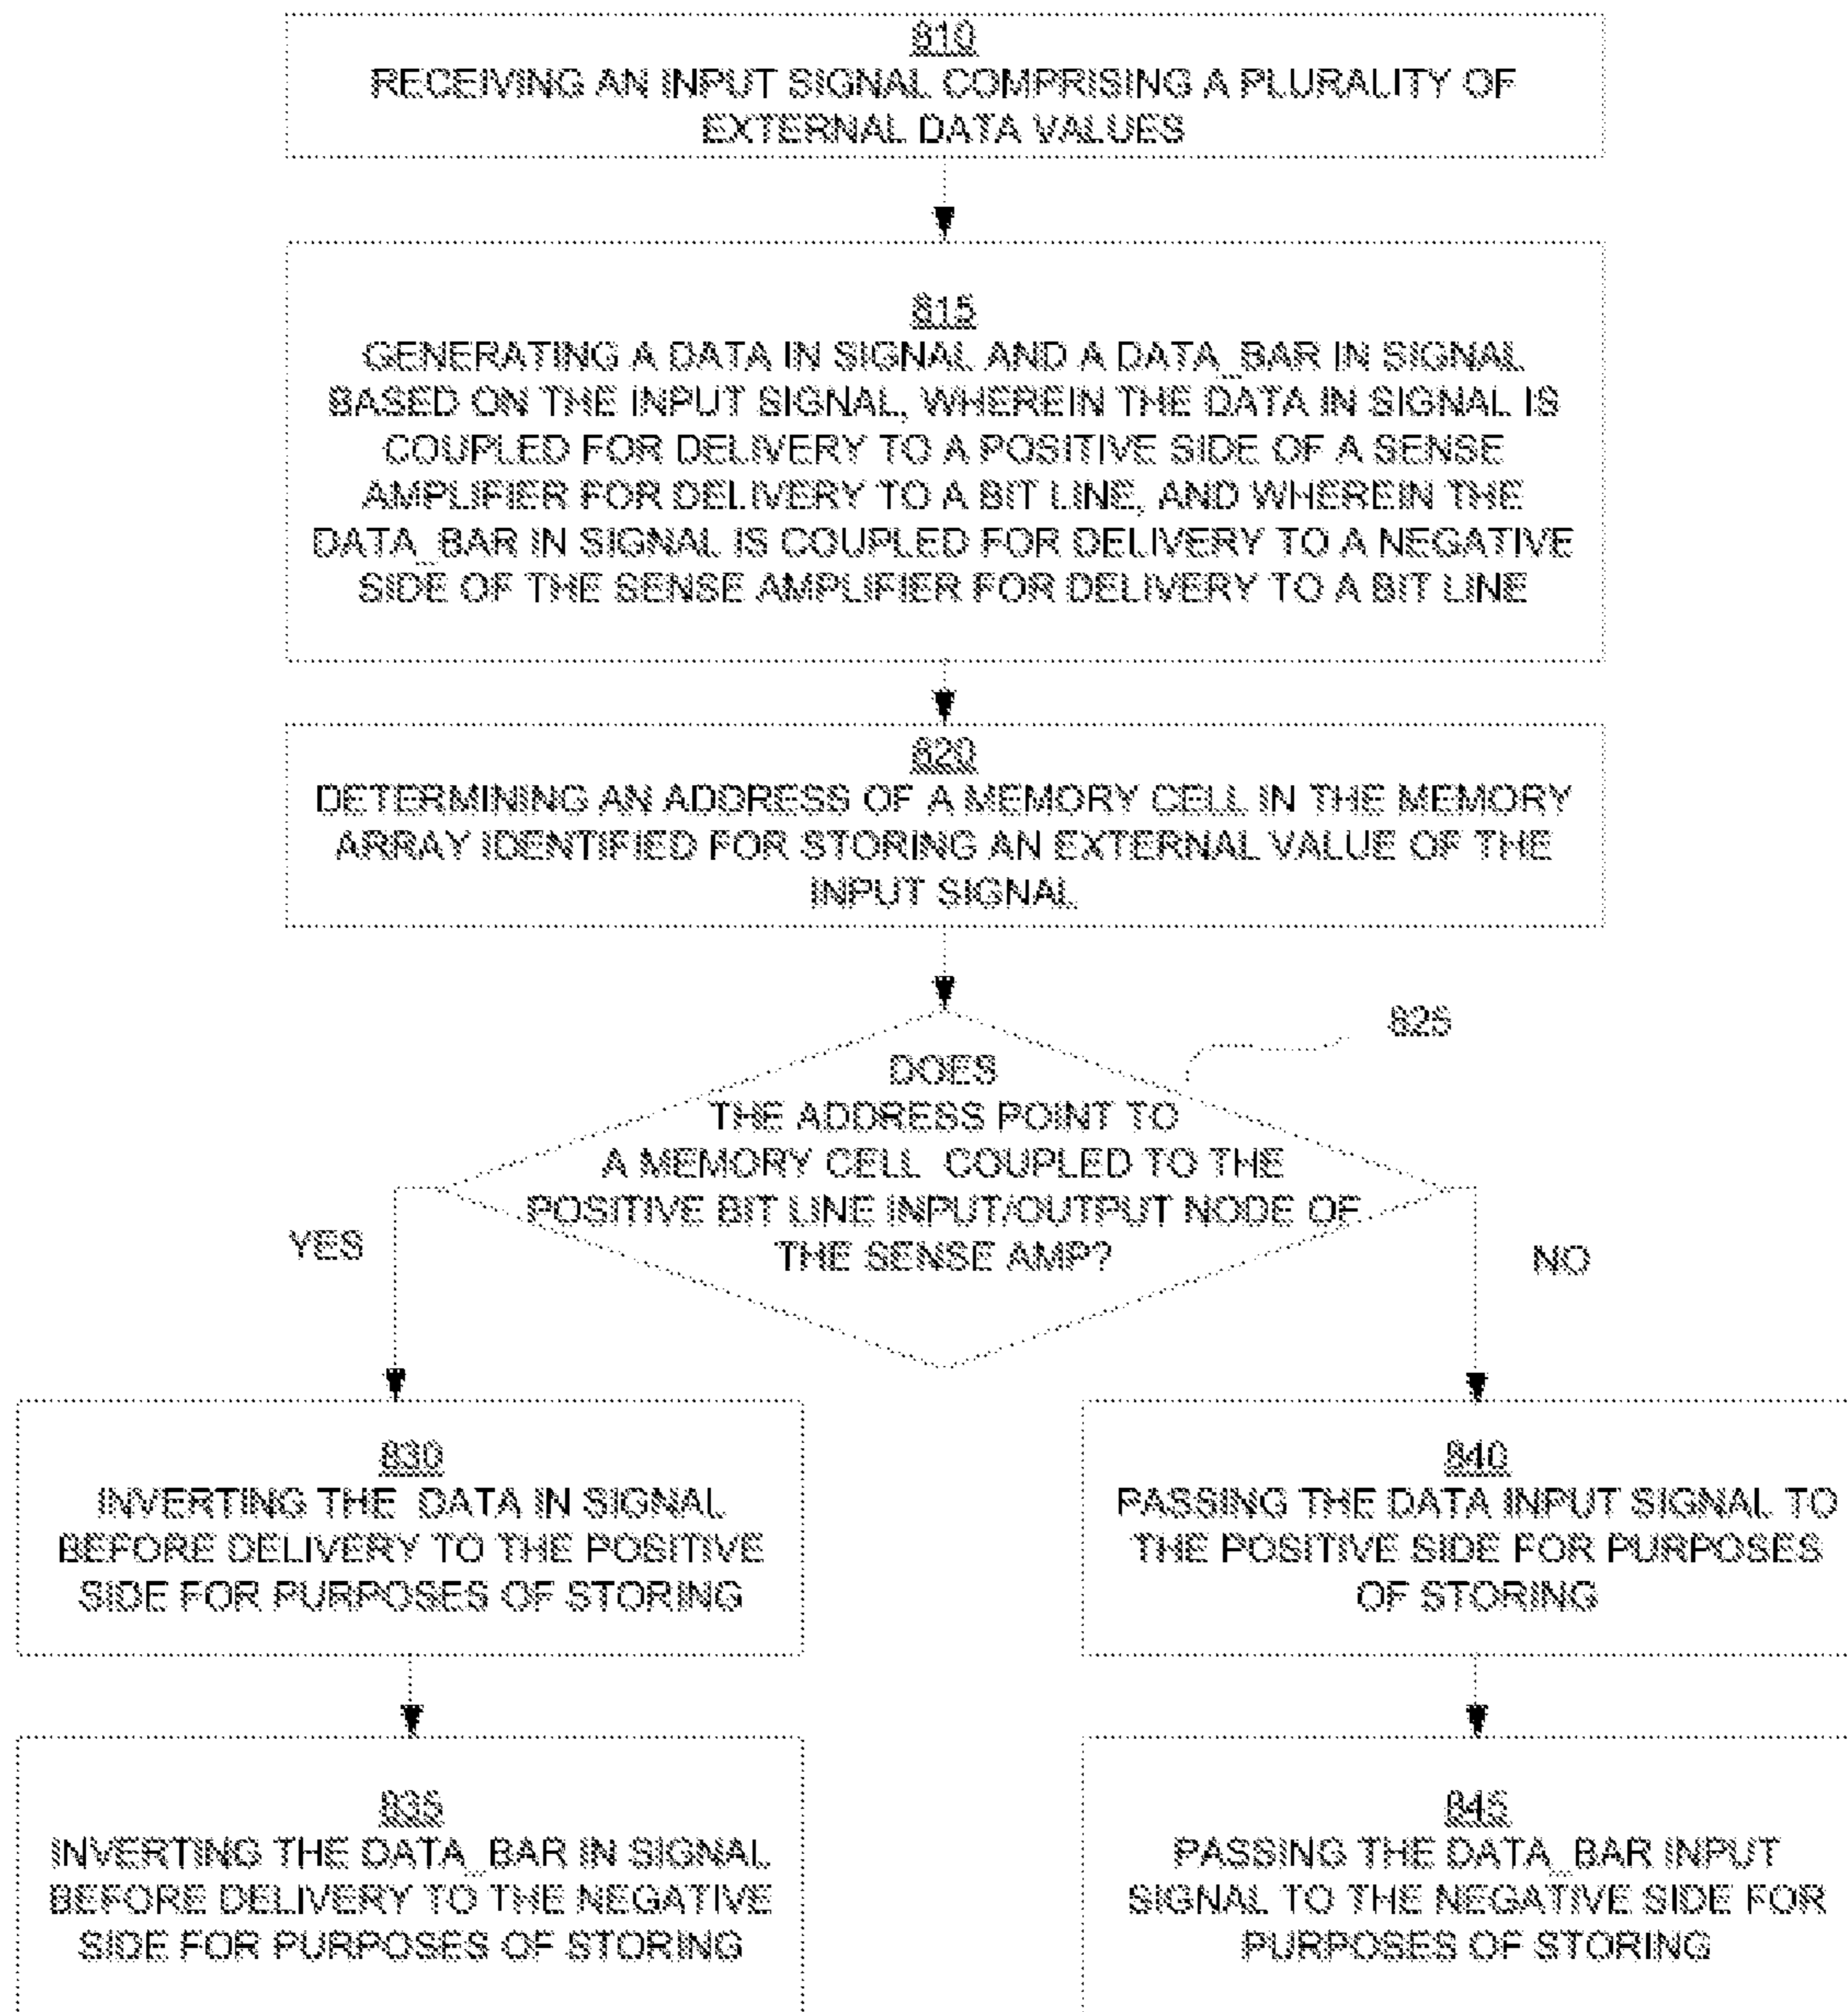 810
RECEIVING AN INPUT SIGNAL COMPRISING A PLURALITY OF
EXTERNAL DATA VALUES
815
GENERATING A DATA IN SIGNAL AND A DATA_BAR IN SIGNAL
BASED ON THE INPUT SIGNAL, WHEREIN THE DATA IN SIGNAL IS
COUPLED FOR DELIVERY TO A POSITIVE SIDE OF A SENSE
AMPLIFIER FOR DELIVERY TO A BIT LINE, AND WHEREIN THE
DATA_BAR IN SIGNAL IS COUPLED FOR DELIVERY TO A NEGATIVE
SIDE OF THE SENSE AMPLIFIER FOR DELIVERY TO A BIT LINE
820
DETERMINING AN ADDRESS OF A MEMORY CELL IN THE MEMORY
ARRAY IDENTIFIED FOR STORING AN EXTERNAL VALUE OF THE
INPUT SIGNAL
825
DOES
THE ADDRESS POINT TO
A MEMORY CELL COUPLED TO THE
POSITIVE BIT LINE INPUT/OUTPUT NODE OF
THE SENSE AMP?
YES
NO
830
INVERTING THE DATA IN SIGNAL
BEFORE DELIVERY TO THE POSITIVE
SIDE FOR PURPOSES OF STORING
840
PASSING THE DATA INPUT SIGNAL TO
THE POSITIVE SIDE FOR PURPOSES
OF STORING
835
INVERTING THE DATA_BAR IN SIGNAL
BEFORE DELIVERY TO THE NEGATIVE
SIDE FOR PURPOSES OF STORING
845
PASSING THE DATA_BAR INPUT
SIGNAL TO THE NEGATIVE SIDE FOR
PURPOSES OF STORING